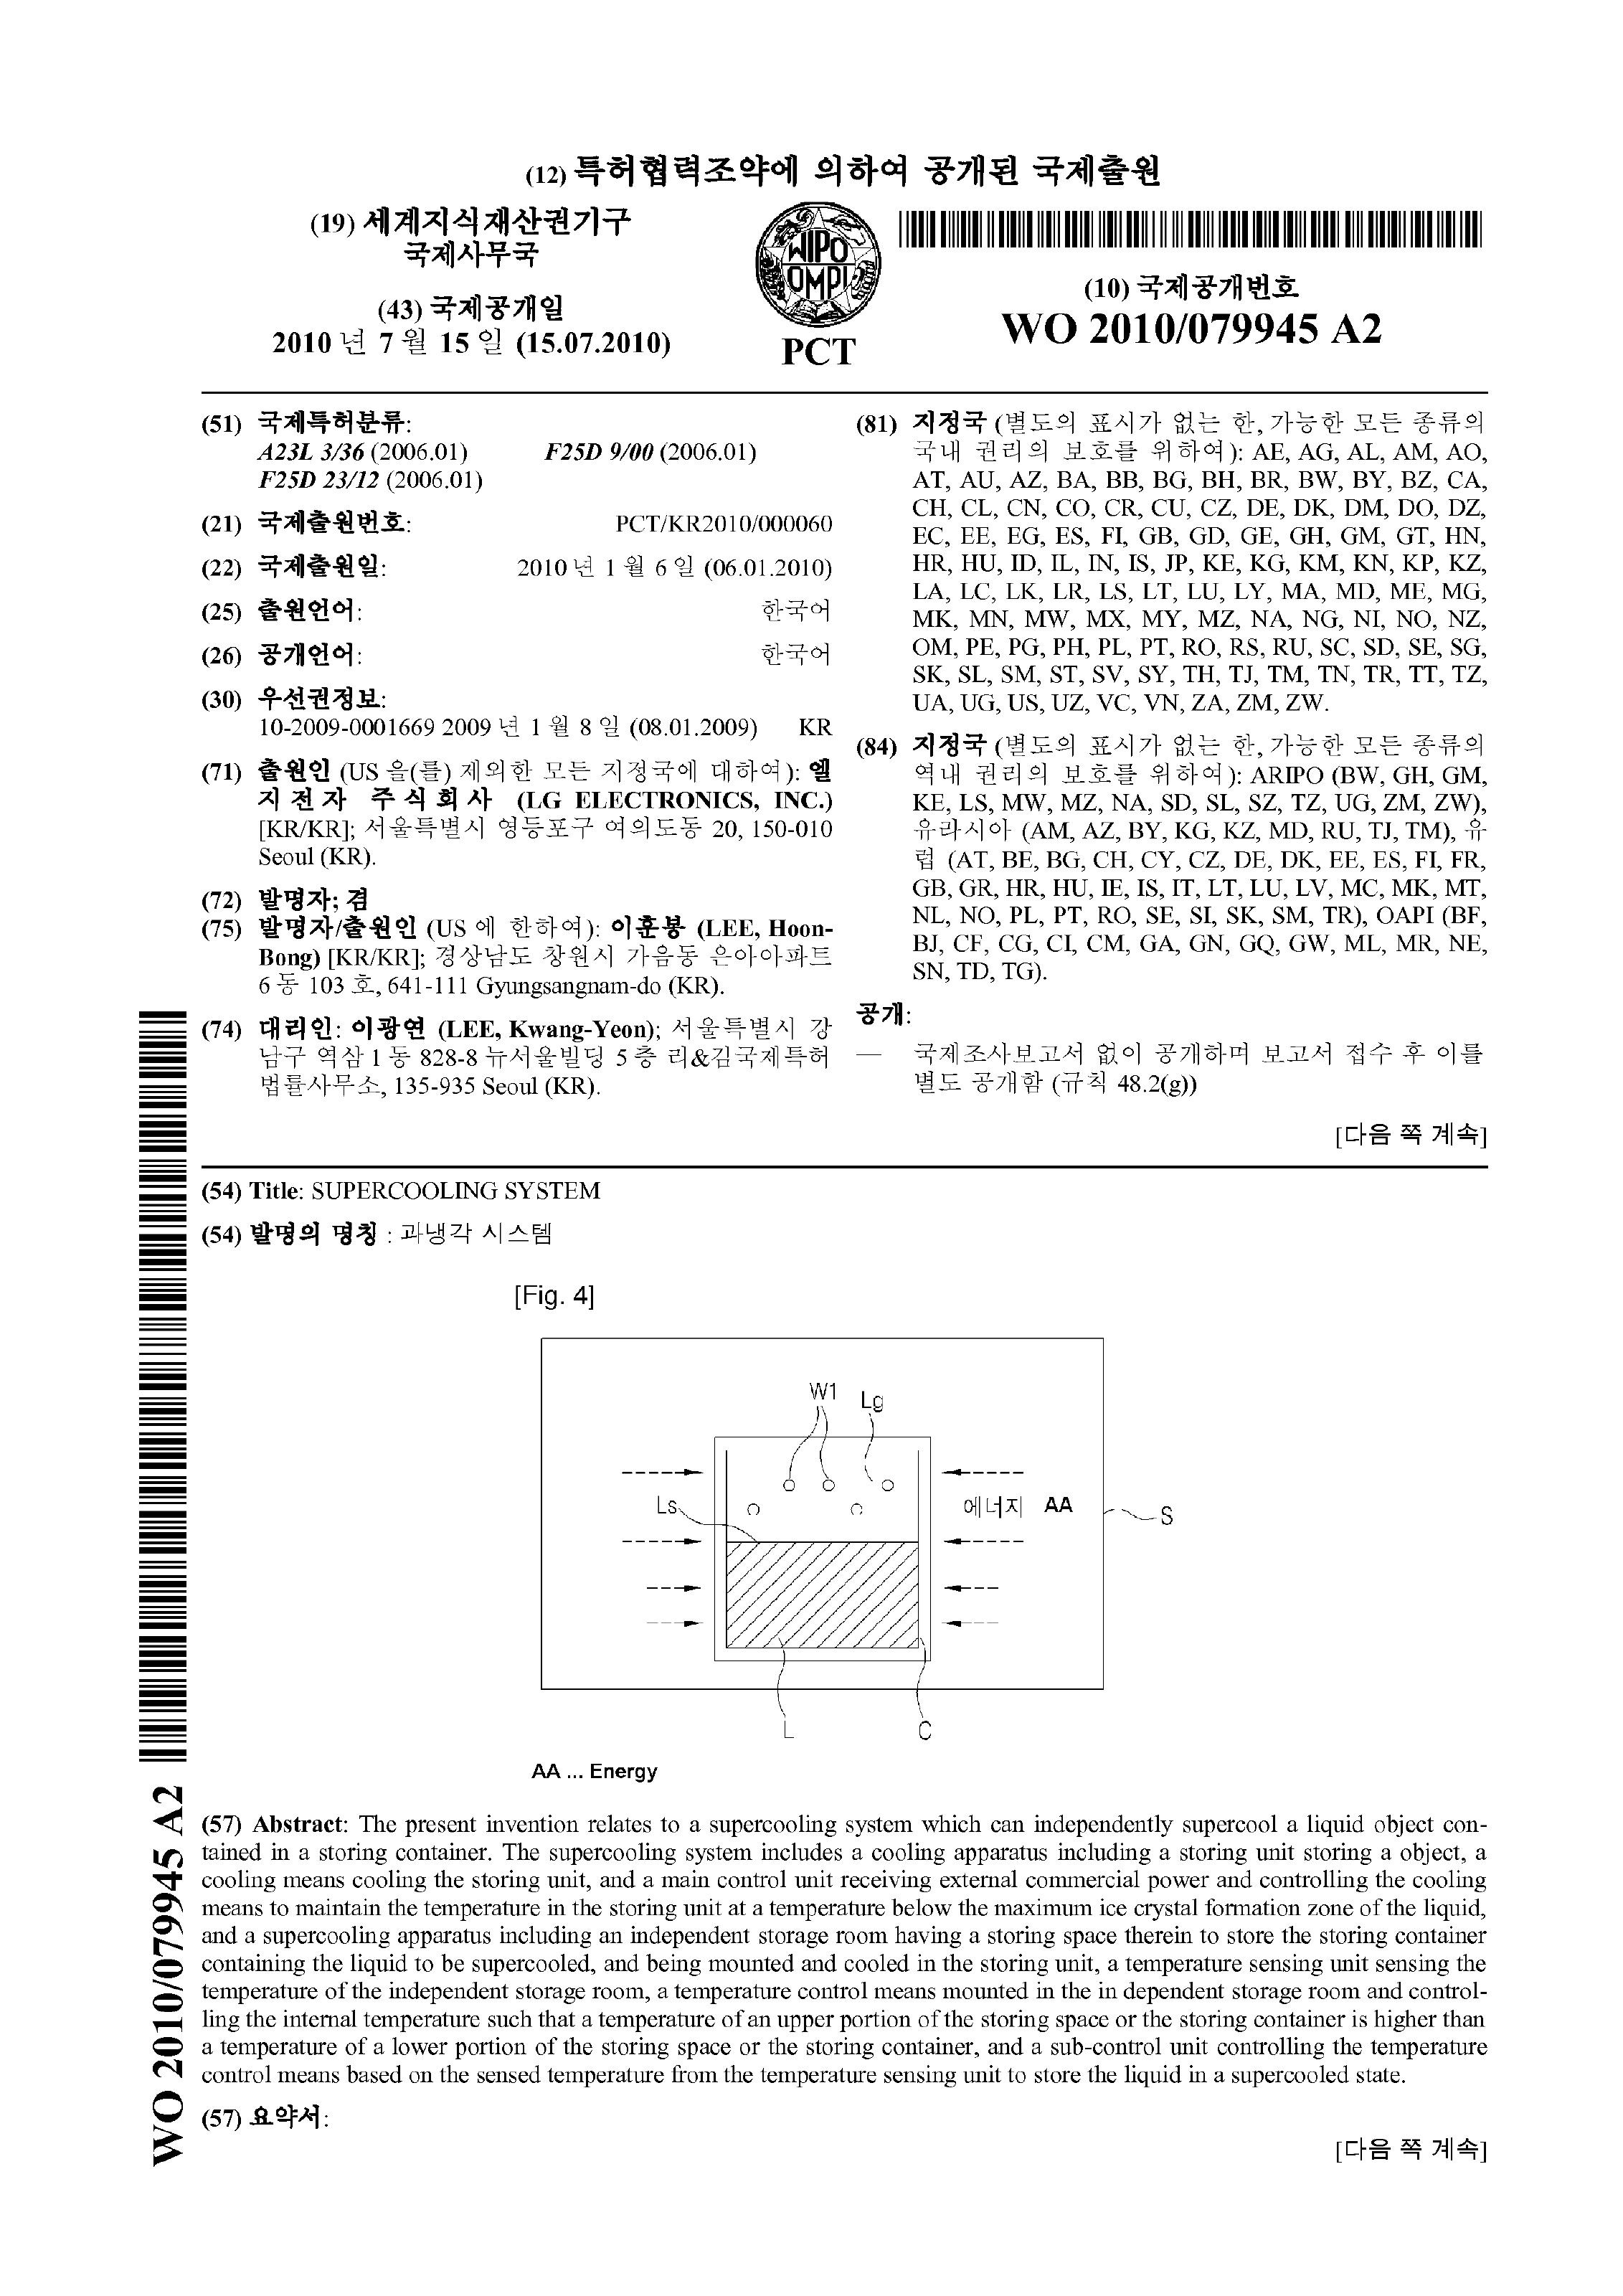 (12) 특허협력조약에 의하여 공개된 국제출원
(19) 세계지식재산권기구
국제사무국
(43) 국제공개일
2010년 7월 15일 (15.07.2010)
WIPO
OMPI
PCT
(10) 국제공개번호
WO 2010/079945 A2
(51) 국제특허분류:
A23L 3/36 (2006.01) F25D 9/00 (2006.01)
F25D 23/12 (2006.01)
(21) 국제출원번호: PCT/KR2010/000060
(22) 국제출원일: 2010년 1월 6일 (06.01.2010)
(25) 출원언어: 한국어
(26) 공개언어: 한국어
(30) 우선권정보:
10-2009-0001669 2009년 1월 8일 (08.01.2009) KR
(71) 출원인 (US을(를) 제외한 모든 지정국에 대하여): 엘
지전자 주식회사 (LG ELECTRONICS, INC.)
[KR/KR]; 서울특별시 영등포구 여의도동 20, 150-010
Seoul (KR).
(72) 발명자; 겸
(75) 발명자/출원인 (US에 한하여): 이훈봉 (LEE, Hoon-
Bong) [KR/KR]; 경상남도 창원시 가음동 은아아파트
6동 103호, 641-111 Gyungsangnam-do (KR).
(74) 대리인: 이광연 (LEE, Kwang-Yeon); 서울특별시 강
남구 역삼1동 828-8 뉴서울빌딩 5층 리&김국제특허
법률사무소, 135-935 Seoul (KR).
(81) 지정국 (별도의 표시가 없는 한, 가능한 모든 종류의
국내 권리의 보호를 위하여): AE, AG, AL, AM, AO,
AT, AU, AZ, BA, BB, BG, BH, BR, BW, BY, BZ, CA,
CH, CL, CN, CO, CR, CU, CZ, DE, DK, DM, DO, DZ,
EC, EE, EG, ES, FI, GB, GD, GE, GH, GM, GT, HN,
HR, HU, ID, IL, IN, IS, JP, KE, KG, KM, KN, KP, KZ,
LA, LC, LK, LR, LS, LT, LU, LY, MA, MD, ME, MG,
MK, MN, MW, MX, MY, MZ, NA, NG, NI, NO, NZ,
OM, PE, PG, PH, PL, PT, RO, RS, RU, SC, SD, SE, SG,
SK, SL, SM, ST, SV, SY, TH, TJ, TM, TN, TR, TT, TZ,
UA, UG, US, UZ, VC, VN, ZA, ZM, ZW.
(84) 지정국 (별도의 표시가 없는 한, 가능한 모든 종류의
역내 권리의 보호를 위하여): ARIPO (BW, GH, GM,
KE, LS, MW, MZ, NA, SD, SL, SZ, TZ, UG, ZM, ZW),
유라시아 (AM, AZ, BY, KG, KZ, MD, RU, TJ, TM), 유
럽 (AT, BE, BG, CH, CY, CZ, DE, DK, EE, ES, FI, FR,
GB, GR, HR, HU, IE, IS, IT, LT, LU, LV, MC, MK, MT,
NL, NO, PL, PT, RO, SE, SI, SK, SM, TR), OAPI (BF,
BJ, CF, CG, CI, CM, GA, GN, GQ, GW, ML, MR, NE,
SN, TD, TG).
공개:
— 국제조사보고서 없이 공개하며 보고서 접수 후 이를
별도 공개함 (규칙 48.2(g))
[다음 쪽 계속]
(54) Title: SUPERCOOLING SYSTEM
(54) 발명의 명칭 : 과냉각 시스템
[Fig. 4]
W1
Lg
Ls
에너지 AA
S
L
C
AA ... Energy
(57) Abstract: The present invention relates to a supercooling system which can independently supercool a liquid object con-
tained in a storing container. The supercooling system includes a cooling apparatus including a storing unit storing a object, a
cooling means cooling the storing unit, and a main control unit receiving external commercial power and controlling the cooling
means to maintain the temperature in the storing unit at a temperature below the maximum ice crystal formation zone of the liquid,
and a supercooling apparatus including an independent storage room having a storing space therein to store the storing container
containing the liquid to be supercooled, and being mounted and cooled in the storing unit, a temperature sensing unit sensing the
temperature of the independent storage room, a temperature control means mounted in the in dependent storage room and control-
ling the internal temperature such that a temperature of an upper portion of the storing space or the storing container is higher than
a temperature of a lower portion of the storing space or the storing container, and a sub-control unit controlling the temperature
control means based on the sensed temperature from the temperature sensing unit to store the liquid in a supercooled state.
(57) 요약서:
[다음 쪽 계속]
WO 2010/079945 A2